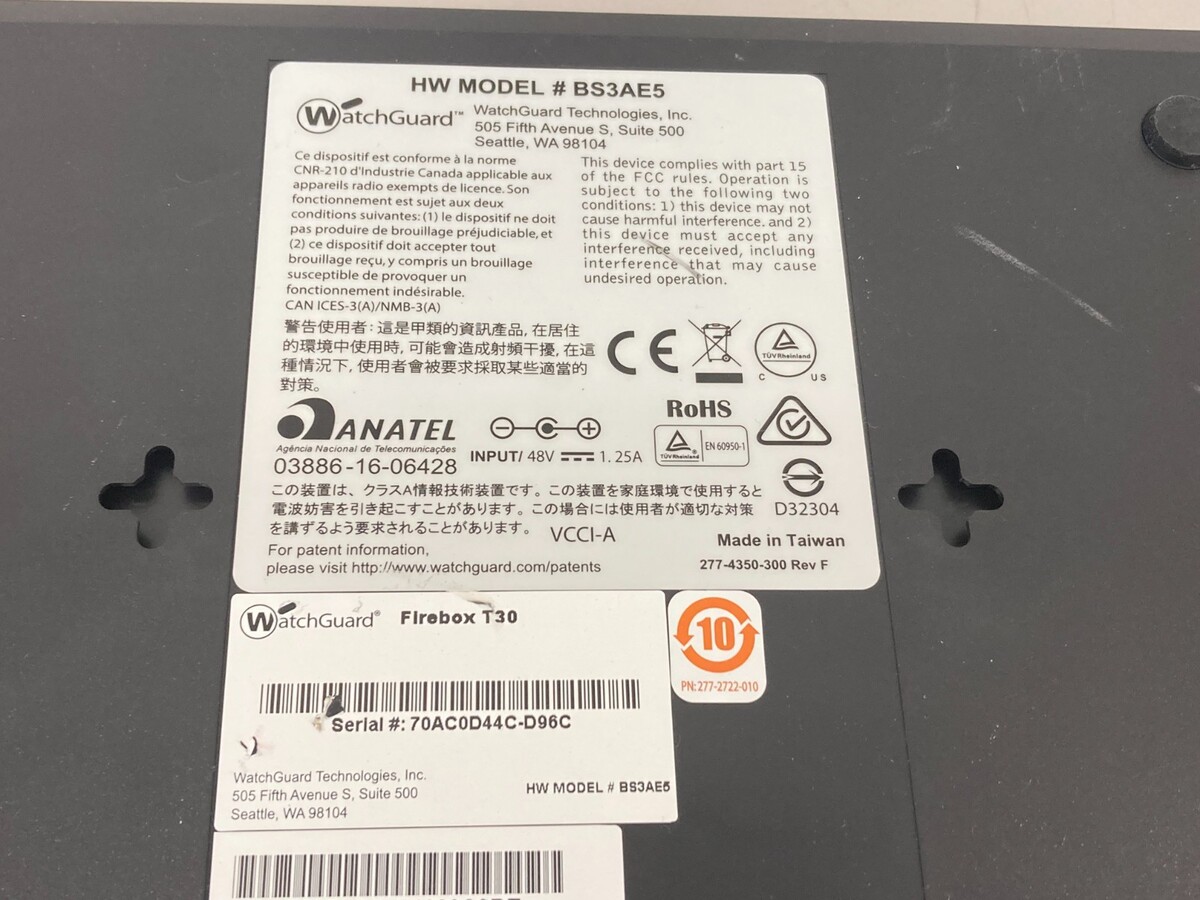 HW MODEL # BS3AE5
WatchGuard™
WatchGuard Technologies, Inc.
505 Fifth Avenue S, Suite 500
Seattle, WA 98104
Ce dispositif est conforme à la norme
CNR-210 d'Industrie Canada applicable aux
appareils radio exempts de licence. Son
fonctionnement est sujet aux deux
conditions suivantes: (1) le dispositif ne doit
pas produire de brouillage préjudiciable, et
(2) ce dispositif doit accepter tout
brouillage reçu, y compris un brouillage
susceptible de provoquer un
fonctionnement indésirable.
CAN ICES-3(A)/NMB-3(A)
This device complies with part 15
of the FCC rules. Operation is
subject to the following two
conditions: 1) this device may not
cause harmful interference. and 2)
this device must accept any
interference received, including
interference that may cause
undesired operation.
警告使用者: 這是甲類的資訊產品, 在居住
的環境中使用時, 可能會造成射頻干擾, 在這
種情況下, 使用者會被要求採取某些適當的
對策。
CE
TÜVRheinland
C US
ANATEL
Agência Nacional de Telecomunicações
03886-16-06428
INPUT/ 48V 1.25A
RoHS
TÜVRheinland
EN 60950-1
D32304
この装置は、クラスA情報技術装置です。この装置を家庭環境で使用すると
電波妨害を引き起こすことがあります。この場合には使用者が適切な対策
を講ずるよう要求されることがあります。 VCCI-A
For patent information,
please visit http://www.watchguard.com/patents
Made in Taiwan
277-4350-300 Rev F
WatchGuard® Firebox T30
Serial #: 70AC0D44C-D96C
WatchGuard Technologies, Inc.
505 Fifth Avenue S, Suite 500
Seattle, WA 98104
HW MODEL # BS3AE5
10
PN:277-2722-010